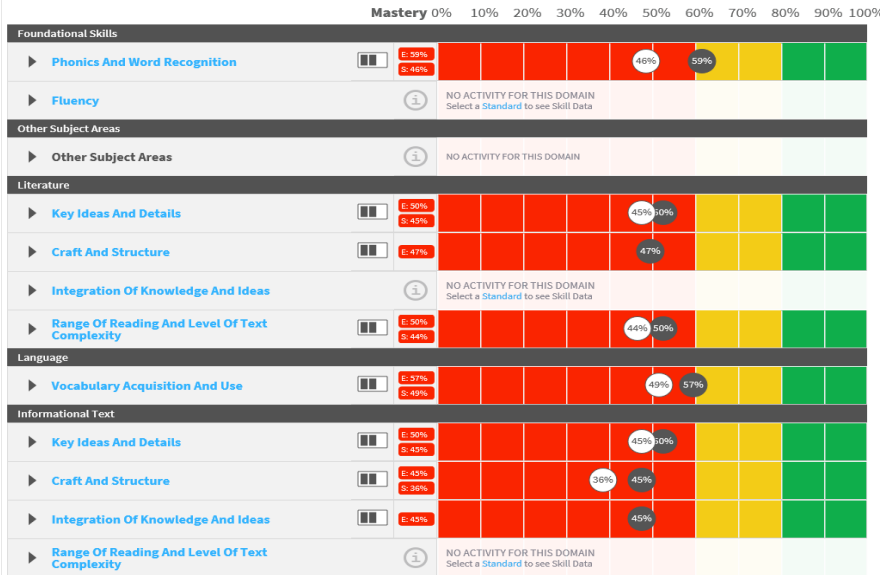 Mastery 0% 10% 20% 30% 40% 50% 60% 70% 80% 90% 100%
Foundational Skills
Phonics And Word Recognition E: 59% 46% 59%
S: 46%
Fluency i NO ACTIVITY FOR THIS DOMAIN
Select a Standard to see Skill Data
Other Subject Areas
Other Subject Areas i NO ACTIVITY FOR THIS DOMAIN
Literature
Key Ideas And Details E: 50% 45% 50%
S: 45%
Craft And Structure E: 47% 47%
Integration Of Knowledge And Ideas i NO ACTIVITY FOR THIS DOMAIN
Select a Standard to see Skill Data
Range Of Reading And Level Of Text E: 50% 44% 50%
Complexity S: 44%
Language
Vocabulary Acquisition And Use E: 57% 49% 57%
S: 49%
Informational Text
Key Ideas And Details E: 50% 45% 50%
S: 45%
Craft And Structure E: 45% 36% 45%
S: 36%
Integration Of Knowledge And Ideas E: 45% 45%
Range Of Reading And Level Of Text i NO ACTIVITY FOR THIS DOMAIN
Complexity Select a Standard to see Skill Data